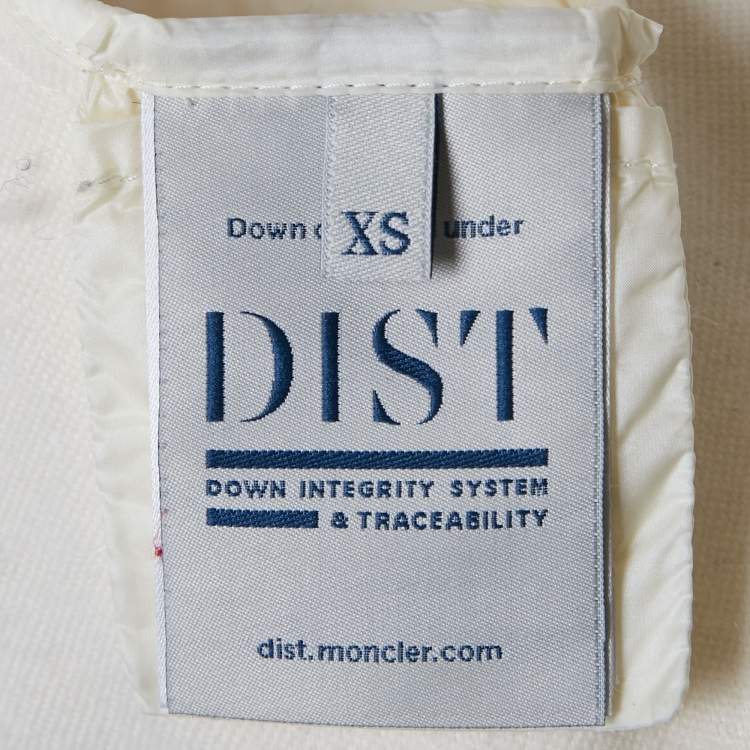 Down XS under
DIST
DOWN INTEGRITY SYSTEM
& TRACEABILITY
dist.moncler.com